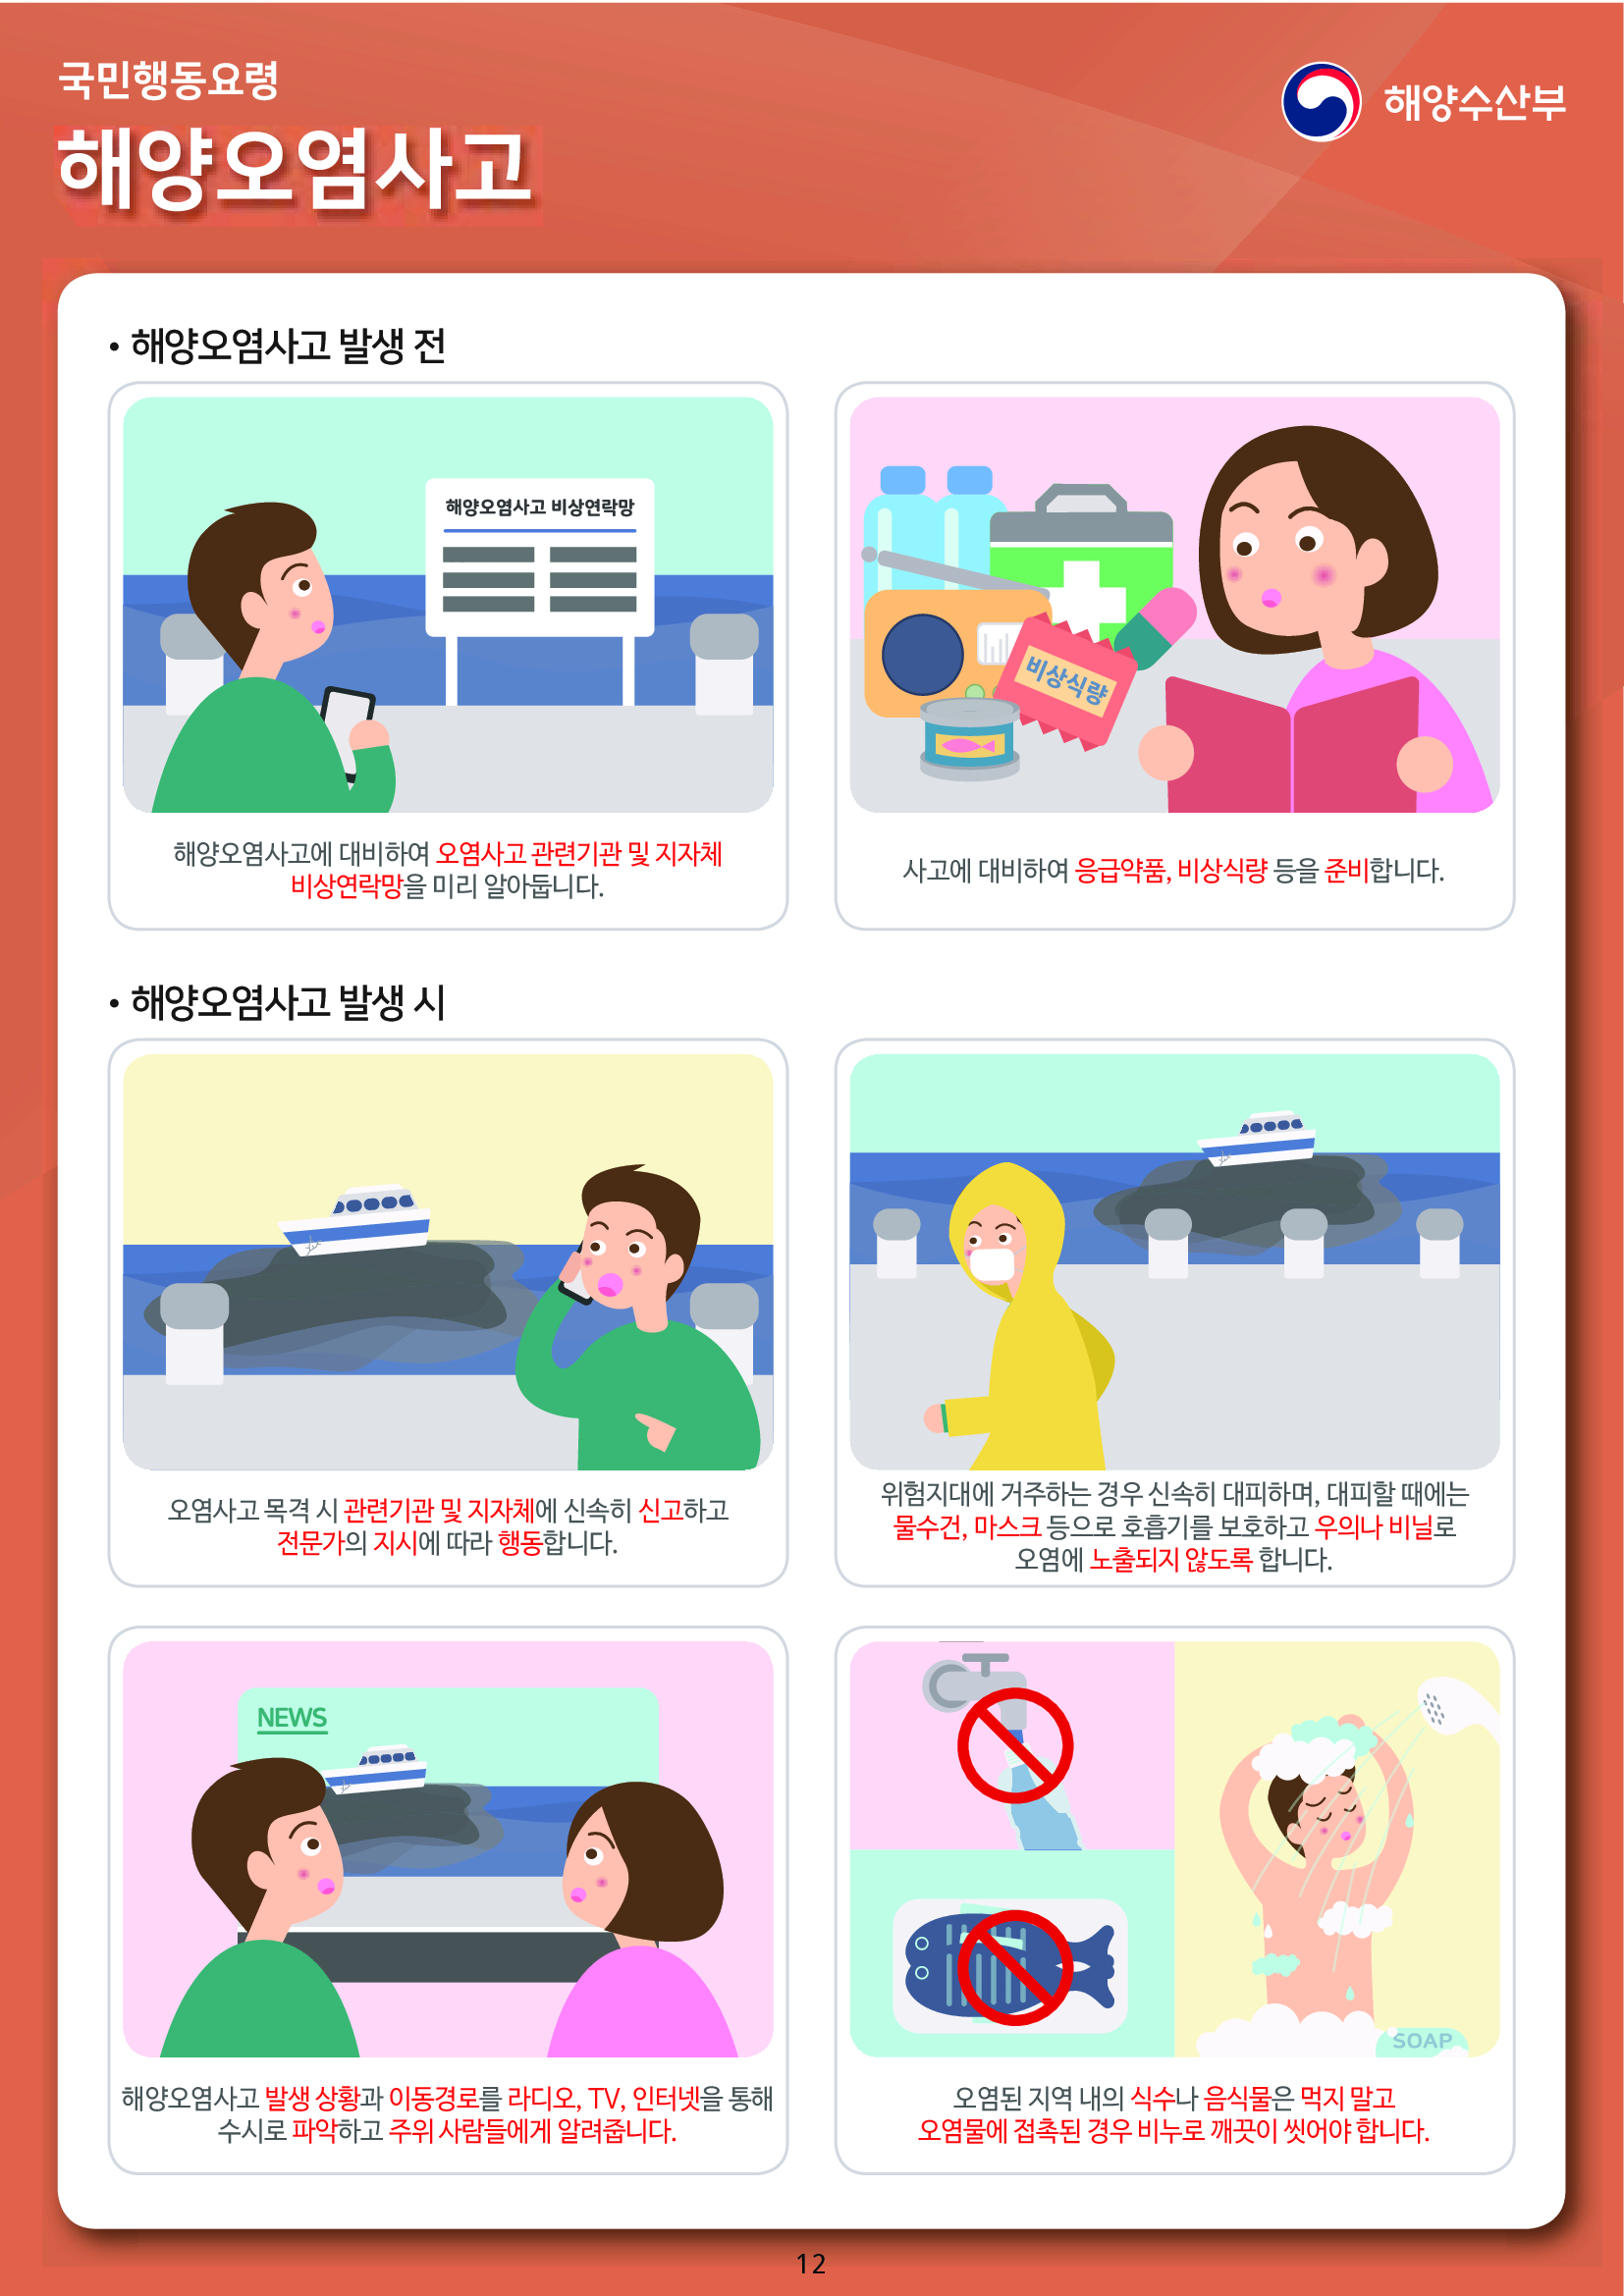 국민행동요령
해양오염사고
해양수산부
• 해양오염사고 발생 전
해양오염사고 비상연락망
비상식량
해양오염사고에 대비하여 오염사고 관련기관 및 지자체
비상연락망을 미리 알아둡니다.
사고에 대비하여 응급약품, 비상식량 등을 준비합니다.
• 해양오염사고 발생 시
오염사고 목격 시 관련기관 및 지자체에 신속히 신고하고
전문가의 지시에 따라 행동합니다.
위험지대에 거주하는 경우 신속히 대피하며, 대피할 때에는
물수건, 마스크 등으로 호흡기를 보호하고 우의나 비닐로
오염에 노출되지 않도록 합니다.
NEWS
SOAP
해양오염사고 발생 상황과 이동경로를 라디오, TV, 인터넷을 통해
수시로 파악하고 주위 사람들에게 알려줍니다.
오염된 지역 내의 식수나 음식물은 먹지 말고
오염물에 접촉된 경우 비누로 깨끗이 씻어야 합니다.
12